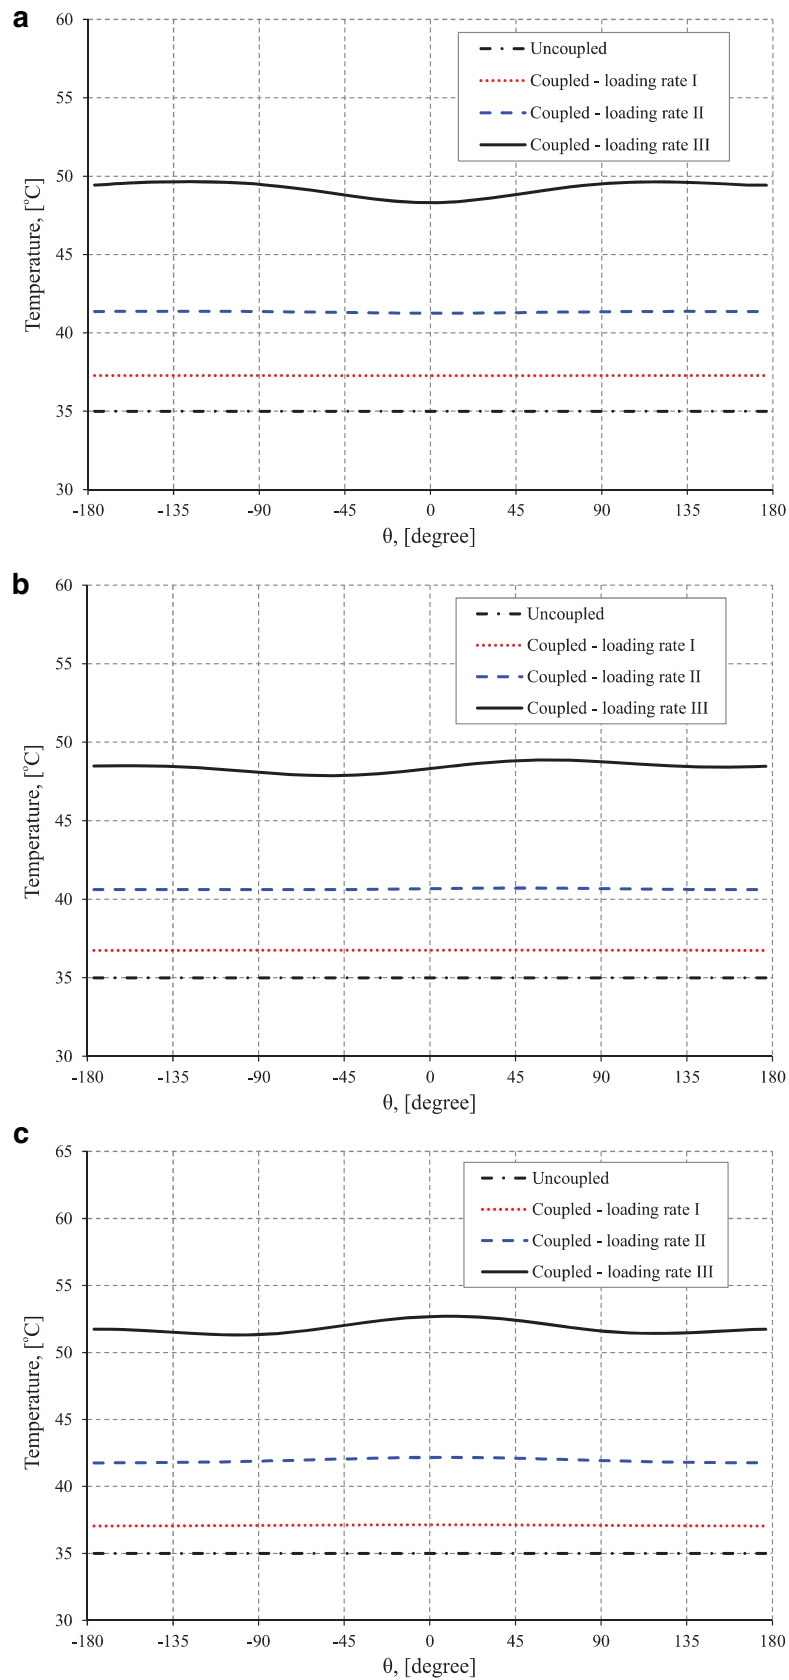 a
60
55
50
45
40
35
30
Temperature, [°C]
Uncoupled
Coupled - loading rate I
Coupled - loading rate II
Coupled - loading rate III
-180 -135 -90 -45 0 45 90 135 180
θ, [degree]
b
60
55
50
45
40
35
30
Temperature, [°C]
Uncoupled
Coupled - loading rate I
Coupled - loading rate II
Coupled - loading rate III
-180 -135 -90 -45 0 45 90 135 180
θ, [degree]
c
65
60
55
50
45
40
35
30
Temperature, [°C]
Uncoupled
Coupled - loading rate I
Coupled - loading rate II
Coupled - loading rate III
-180 -135 -90 -45 0 45 90 135 180
θ, [degree]